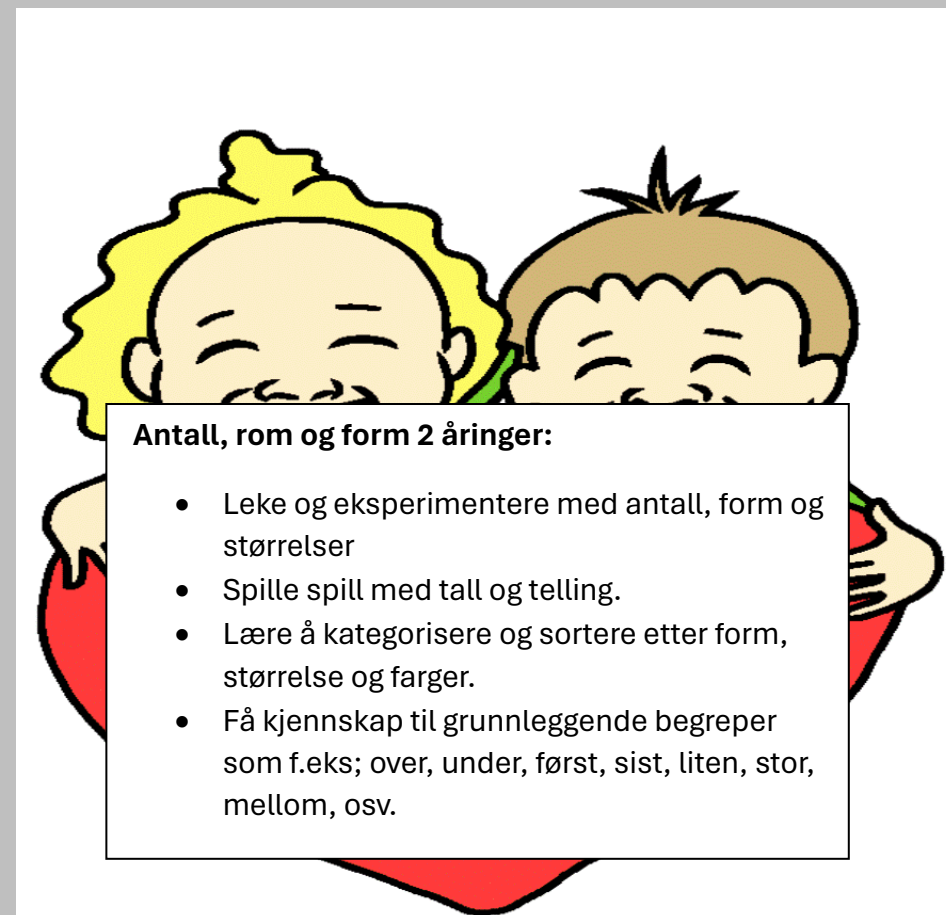 Antall, rom og form 2 åringer:
• Leke og eksperimentere med antall, form og
størrelser
• Spille spill med tall og telling.
• Lære å kategorisere og sortere etter form,
størrelse og farger.
• Få kjennskap til grunnleggende begreper
som f.eks; over, under, først, sist, liten, stor,
mellom, osv.